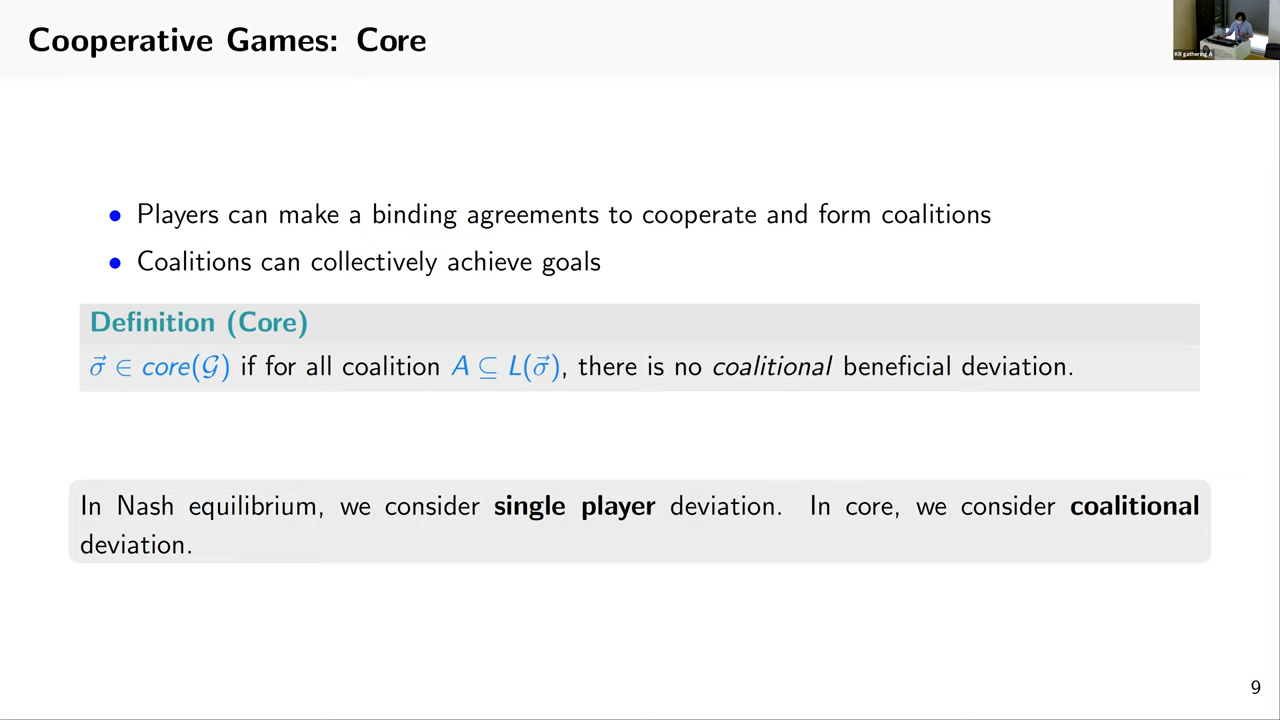 Cooperative Games: Core
KR gathering A
• Players can make a binding agreements to cooperate and form coalitions
• Coalitions can collectively achieve goals
Definition (Core)
σ⃗ ∈ core(𝒢) if for all coalition A ⊆ L(σ⃗), there is no coalitional beneficial deviation.
In Nash equilibrium, we consider single player deviation. In core, we consider coalitional
deviation.
9